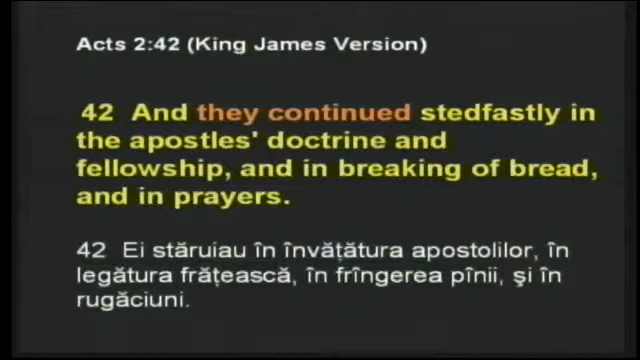 Acts 2:42 (King James Version)
42 And they continued stedfastly in
the apostles' doctrine and
fellowship, and in breaking of bread,
and in prayers.
42 Ei stăruiau în învăţătura apostolilor, în
legătura frăţească, în frîngerea pînii, şi în
rugăciuni.